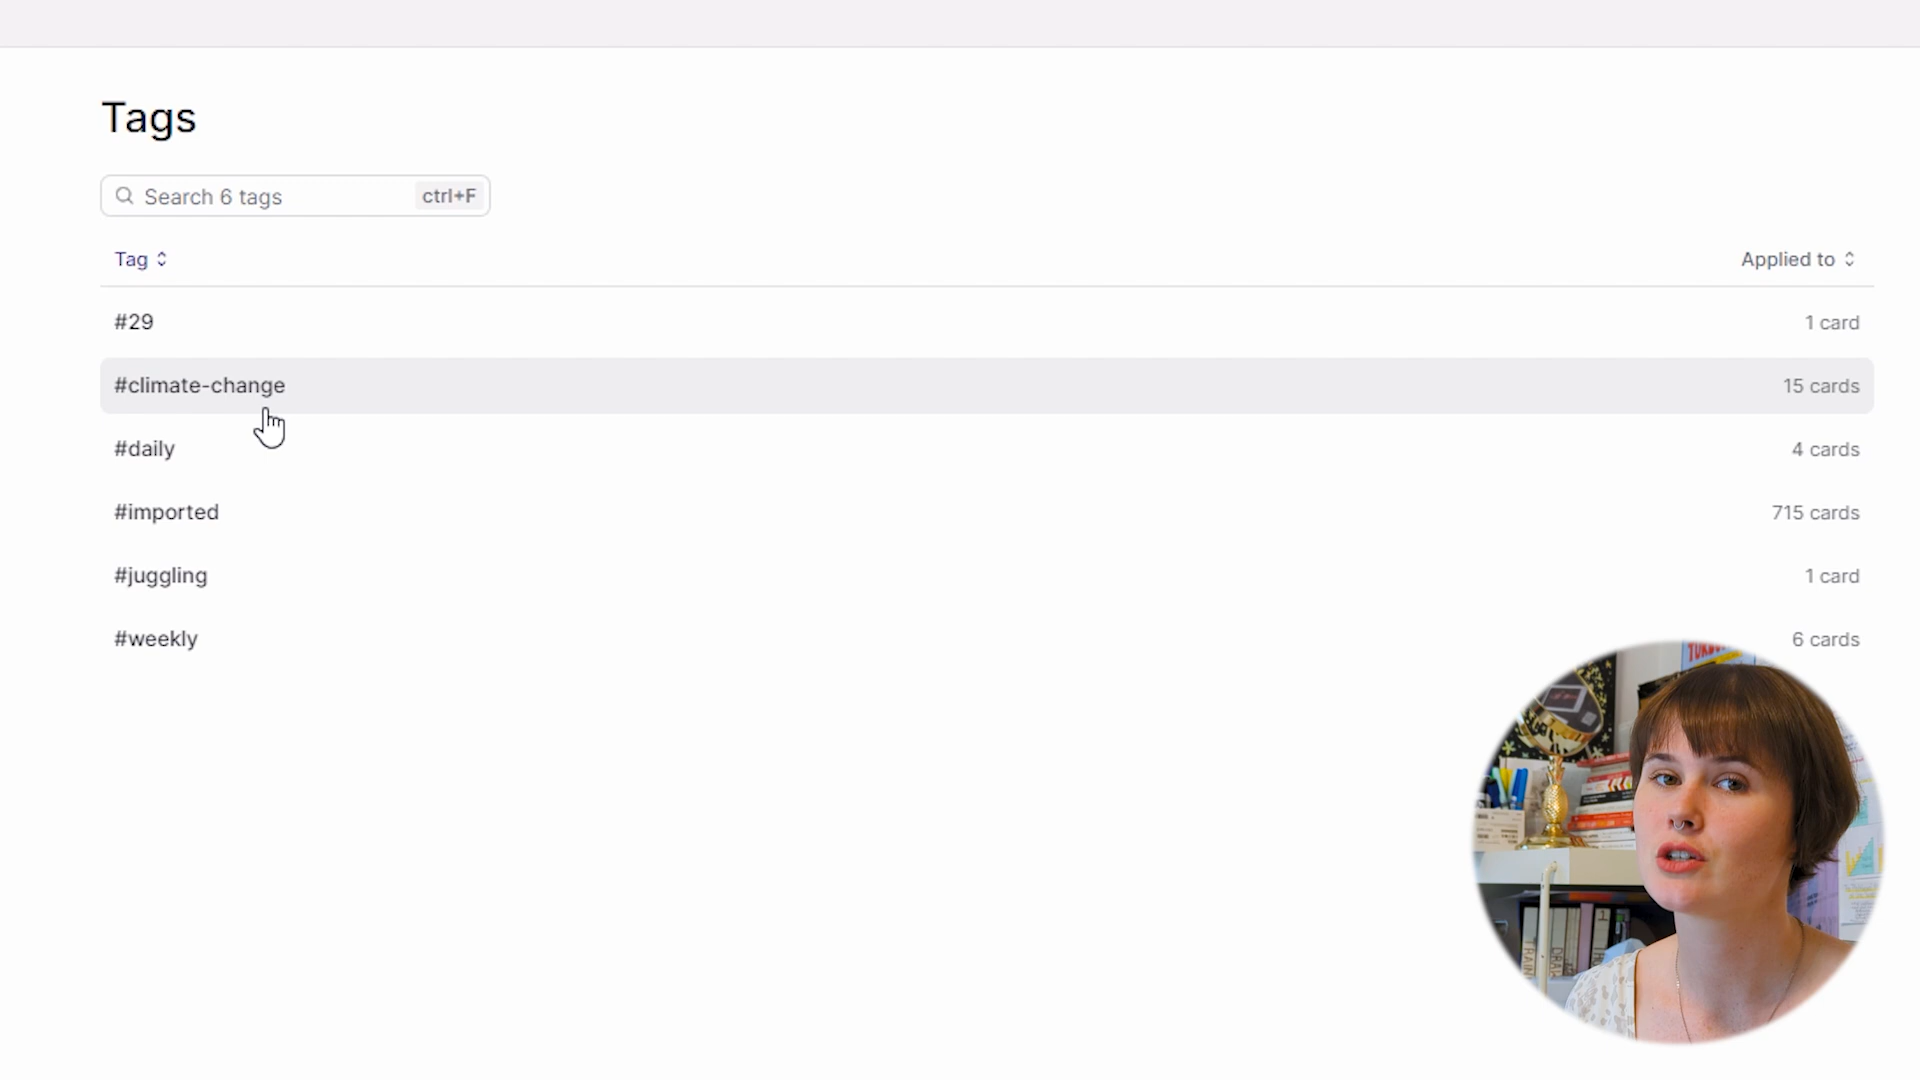 Tags
Search 6 tags ctrl+F
Tag Applied to
#29 1 card
#climate-change 15 cards
#daily 4 cards
#imported 715 cards
#juggling 1 card
#weekly 6 cards